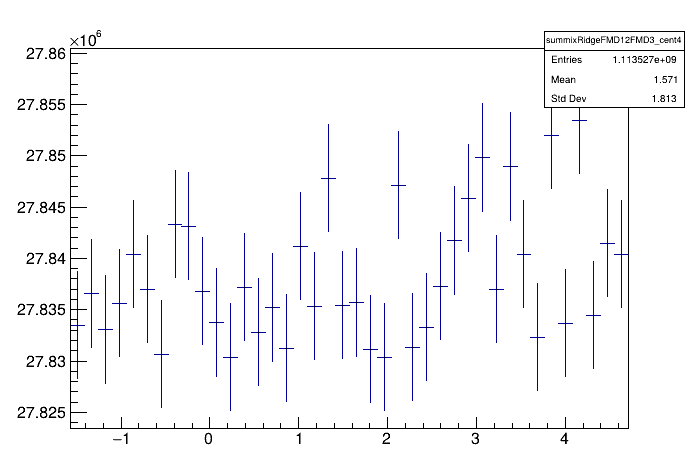 ×10⁶
summixRidgeFMD12FMD3_cent4
Entries 1.113527e+09
Mean 1.571
Std Dev 1.813
27.86
27.855
27.85
27.845
27.84
27.835
27.83
27.825
−1 0 1 2 3 4